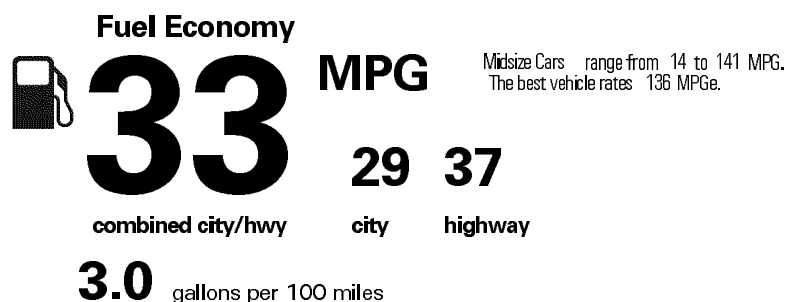 Fuel Economy
33 MPG
Midsize Cars range from 14 to 141 MPG.
The best vehicle rates 136 MPGe.
29 37
combined city/hwy city highway
3.0 gallons per 100 miles